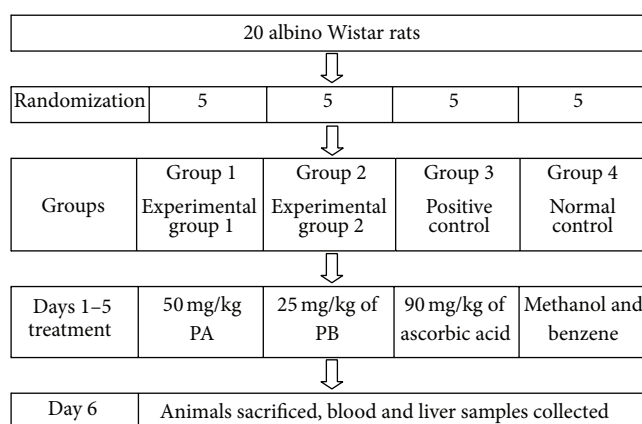 20 albino Wistar rats
Randomization 5 5 5 5
Groups
Group 1
Experimental
group 1
Group 2
Experimental
group 2
Group 3
Positive
control
Group 4
Normal
control
Days 1–5
treatment
50 mg/kg
PA
25 mg/kg of
PB
90 mg/kg of
ascorbic acid
Methanol and
benzene
Day 6 Animals sacrificed, blood and liver samples collected